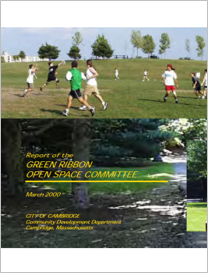 Report of the
GREEN RIBBON
OPEN SPACE COMMITTEE
March 2000
CITY OF CAMBRIDGE
Community Development Department
Cambridge, Massachusetts